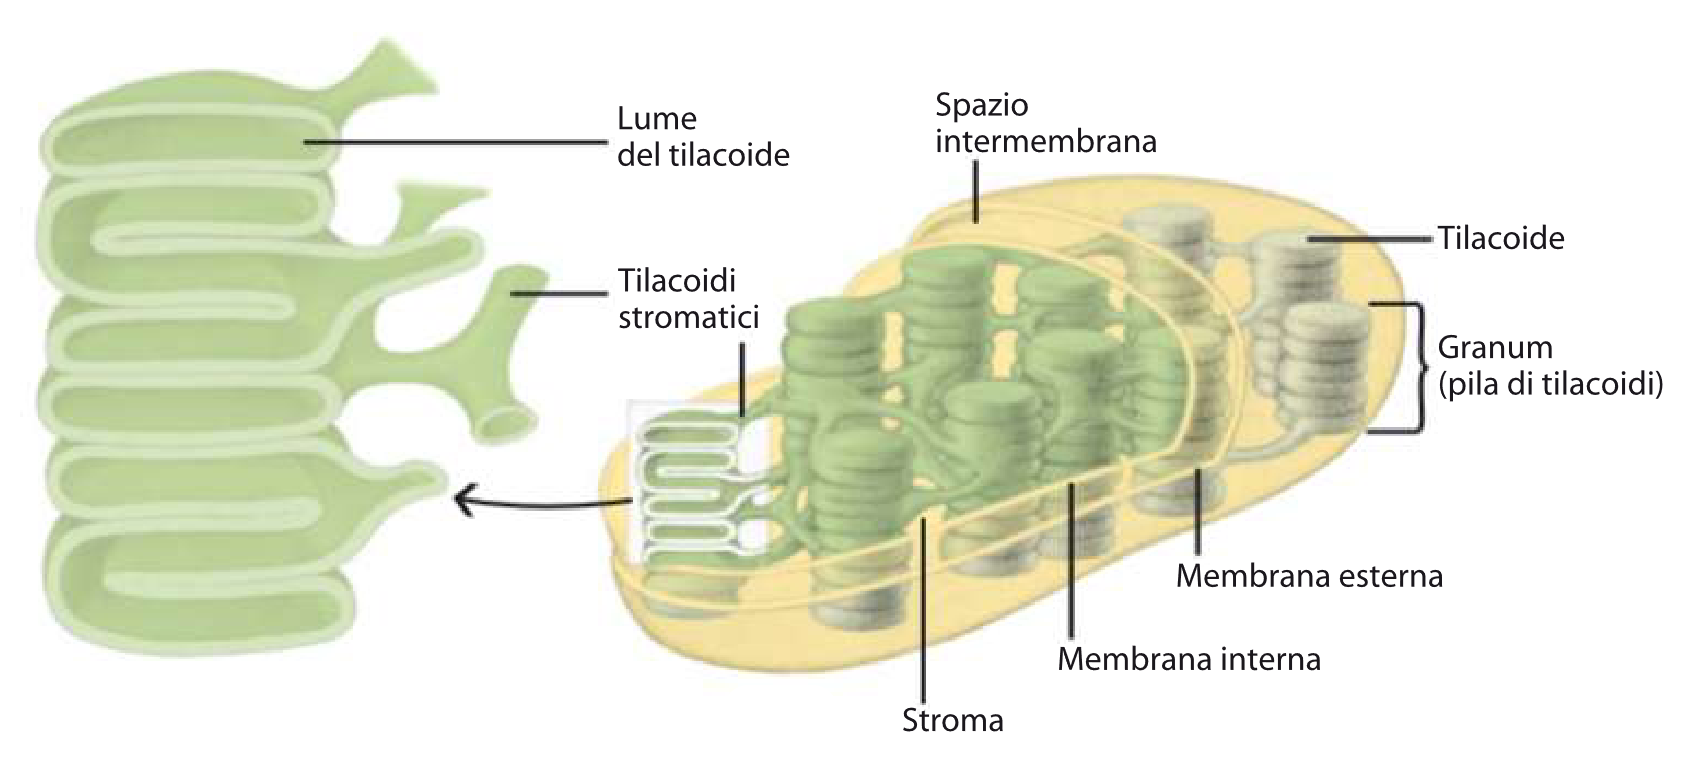 Lume
del tilacoide
Spazio
intermembrana
Tilacoide
Tilacoidi
stromatici
Granum
(pila di tilacoidi)
Membrana esterna
Membrana interna
Stroma